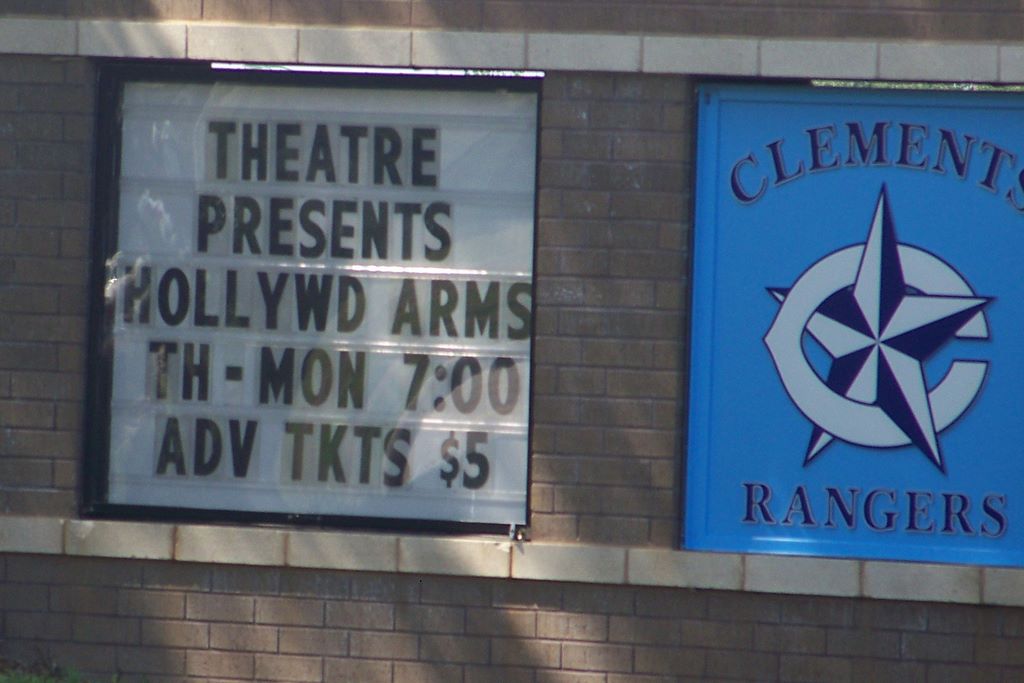 THEATRE
PRESENTS
HOLLYWD ARMS
TH-MON 7:00
ADV TKTS $5
CLEMENTS
RANGERS